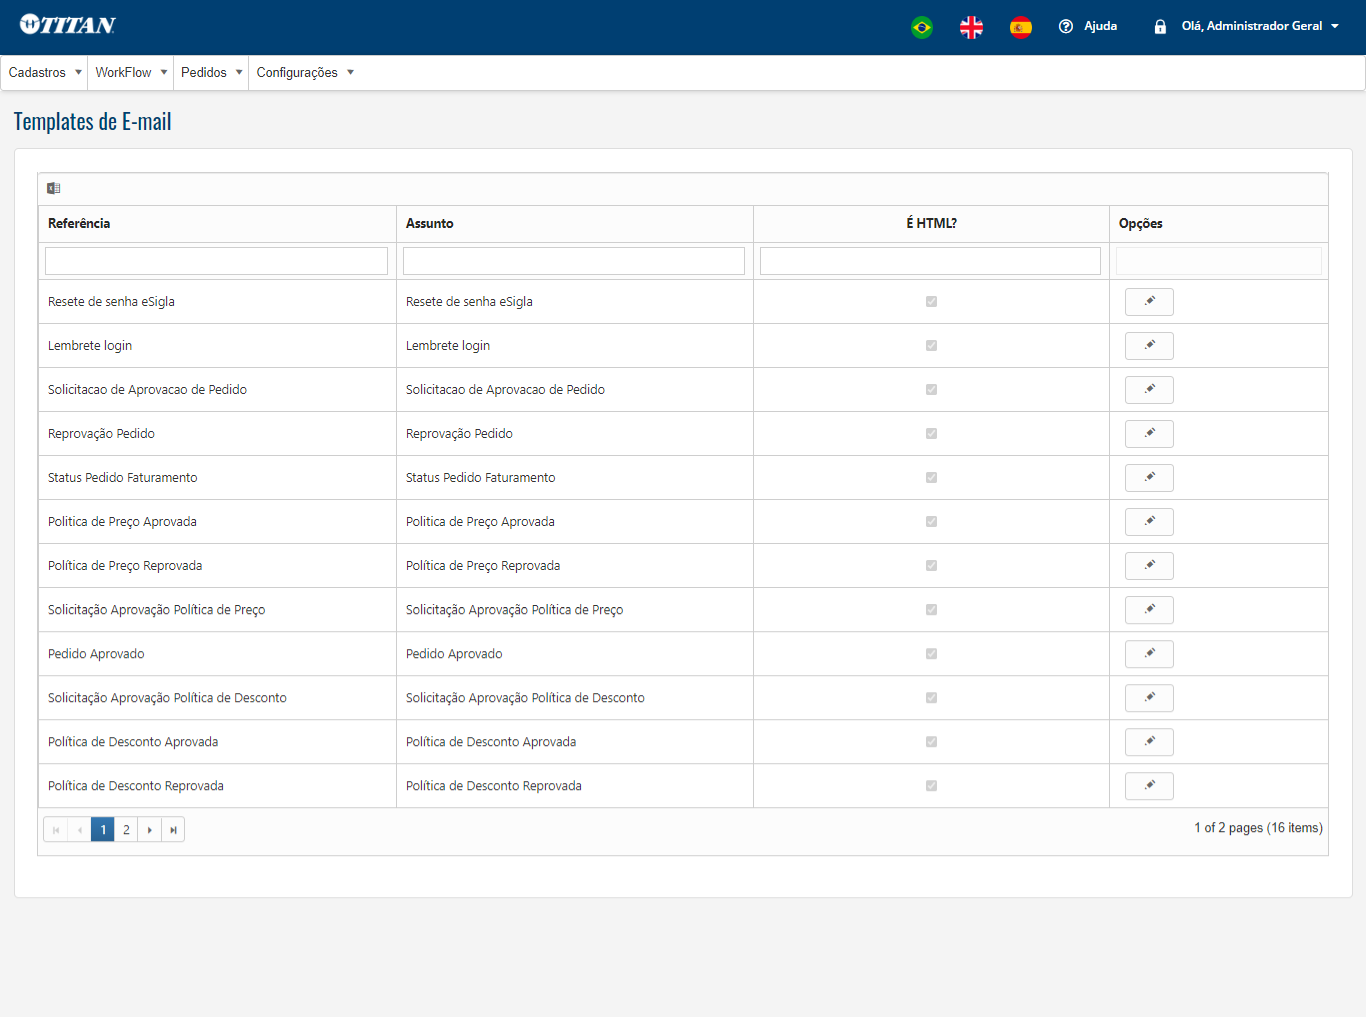 TITAN
Ajuda
Olá, Administrador Geral
Cadastros WorkFlow Pedidos Configurações
Templates de E-mail
Referência Assunto É HTML? Opções
Resete de senha eSigla Resete de senha eSigla
Lembrete login Lembrete login
Solicitacao de Aprovacao de Pedido Solicitacao de Aprovacao de Pedido
Reprovação Pedido Reprovação Pedido
Status Pedido Faturamento Status Pedido Faturamento
Politica de Preço Aprovada Politica de Preço Aprovada
Política de Preço Reprovada Política de Preço Reprovada
Solicitação Aprovação Política de Preço Solicitação Aprovação Política de Preço
Pedido Aprovado Pedido Aprovado
Solicitação Aprovação Política de Desconto Solicitação Aprovação Política de Desconto
Política de Desconto Aprovada Política de Desconto Aprovada
Política de Desconto Reprovada Política de Desconto Reprovada
1 2 1 of 2 pages (16 items)